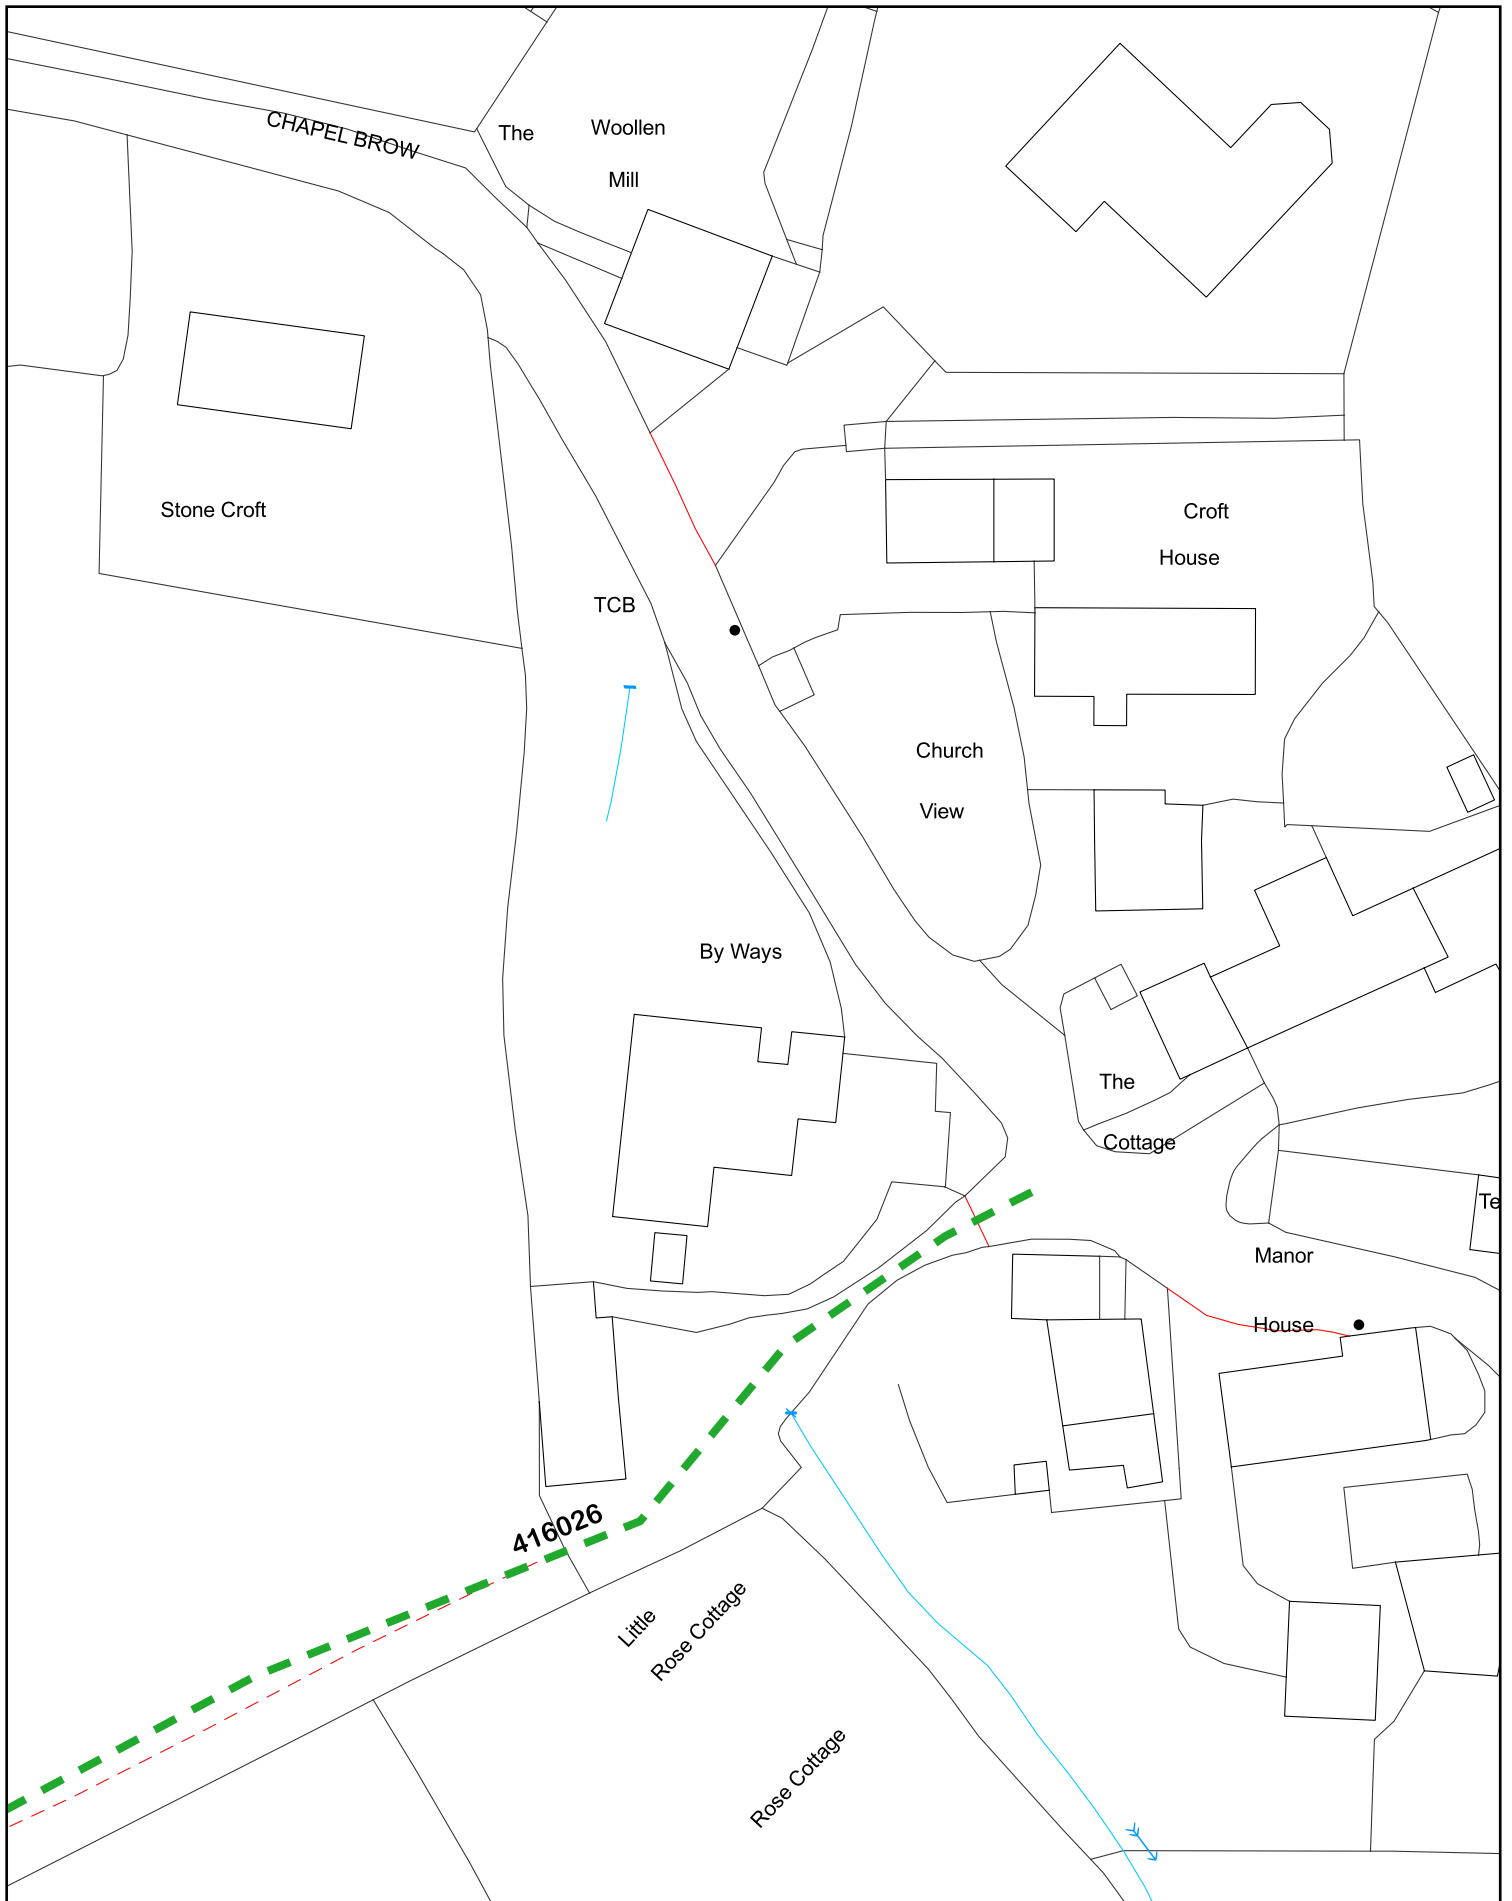 CHAPEL BROW
The Woollen
Mill
Stone Croft
Croft
House
TCB
Church
View
By Ways
The
Cottage
Te
Manor
House
416026
Little
Rose Cottage
Rose Cottage